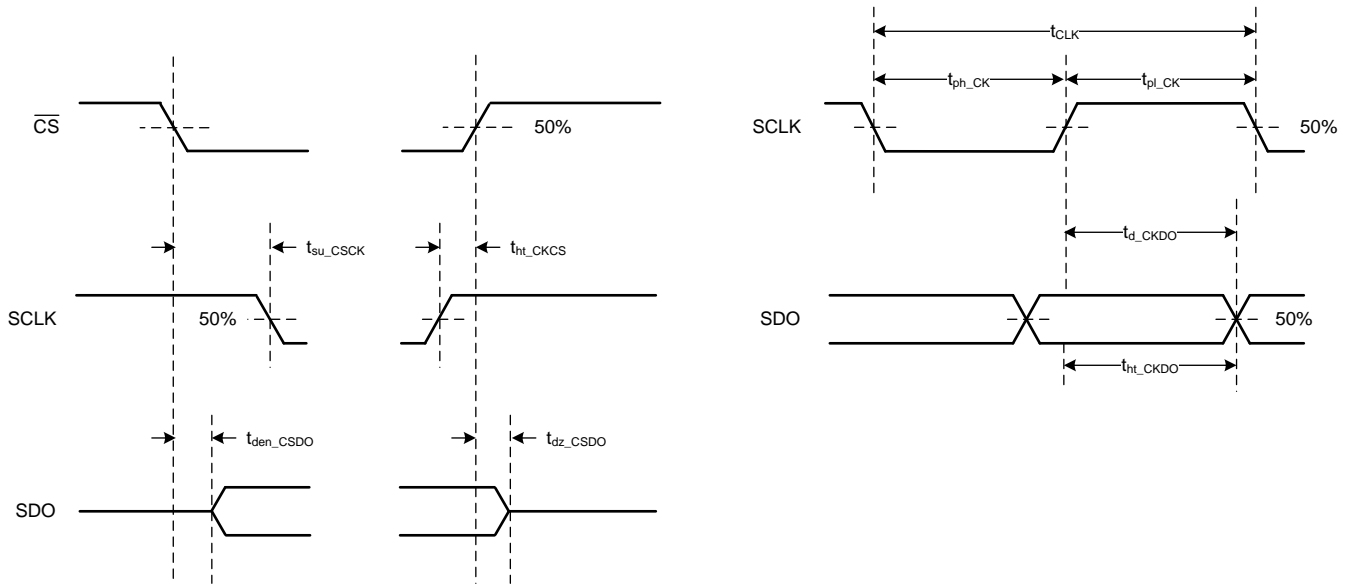 CS
50%
t_su_CSCK
t_ht_CKCS
SCLK
50%
t_den_CSDO
t_dz_CSDO
SDO
t_CLK
t_ph_CK
t_pl_CK
SCLK
50%
t_d_CKDO
SDO
50%
t_ht_CKDO